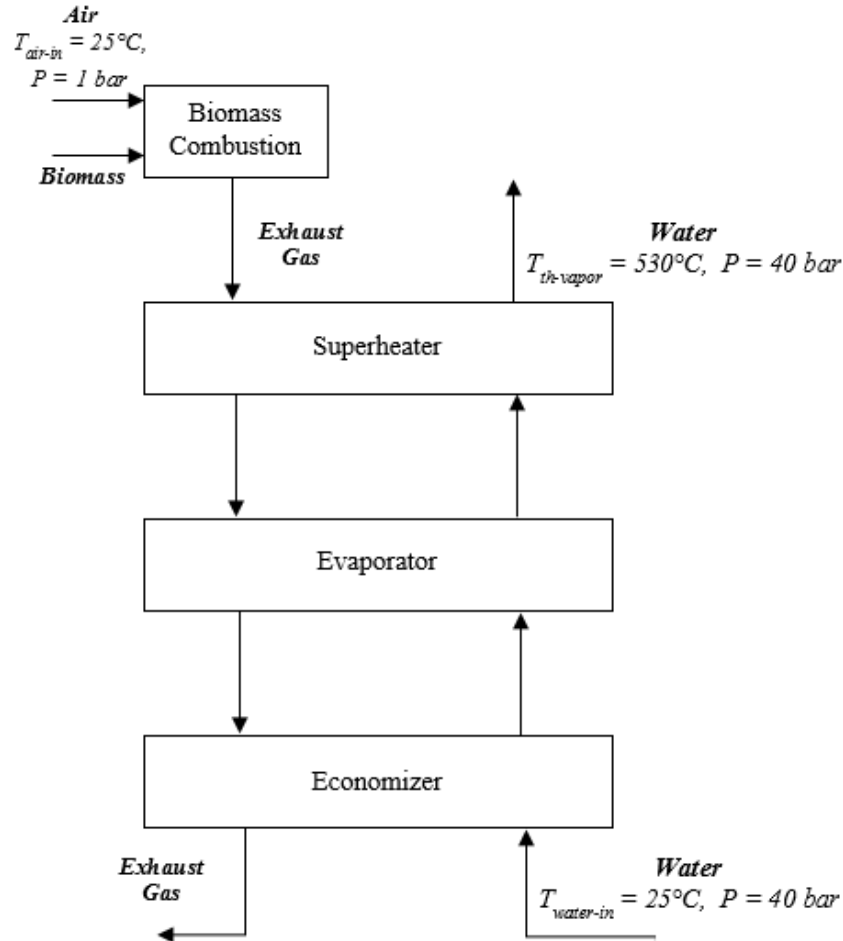 Air
T_air-in = 25°C,
P = 1 bar
Biomass
Combustion
Biomass
Exhaust
Gas
Water
T_th-vapor = 530°C, P = 40 bar
Superheater
Evaporator
Economizer
Exhaust
Gas
Water
T_water-in = 25°C, P = 40 bar